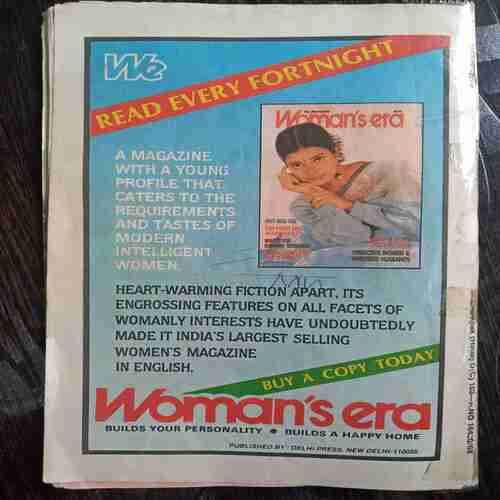 We
READ EVERY FORTNIGHT
Woman's era
A MAGAZINE
WITH A YOUNG
PROFILE THAT
CATERS TO THE
REQUIREMENTS
AND TASTES OF
MODERN
INTELLIGENT
WOMEN.
HEART-WARMING FICTION APART, ITS
ENGROSSING FEATURES ON ALL FACETS OF
WOMANLY INTERESTS HAVE UNDOUBTEDLY
MADE IT INDIA'S LARGEST SELLING
WOMEN'S MAGAZINE
IN ENGLISH.
BUY A COPY TODAY
Woman's era
BUILDS YOUR PERSONALITY ● BUILDS A HAPPY HOME
PUBLISHED BY: DELHI PRESS, NEW DELHI-110055